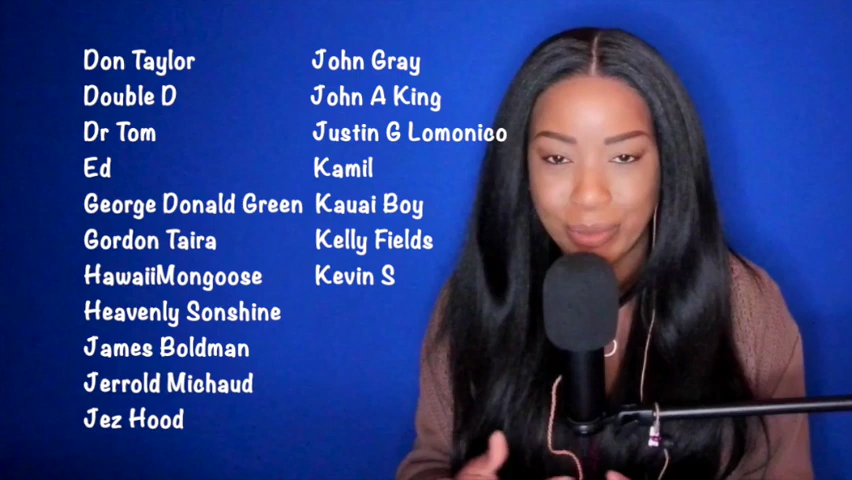 Don Taylor
Double D
Dr Tom
Ed
George Donald Green
Gordon Taira
HawaiiMongoose
Heavenly Sonshine
James Boldman
Jerrold Michaud
Jez Hood
John Gray
John A King
Justin G Lomonico
Kamil
Kauai Boy
Kelly Fields
Kevin S